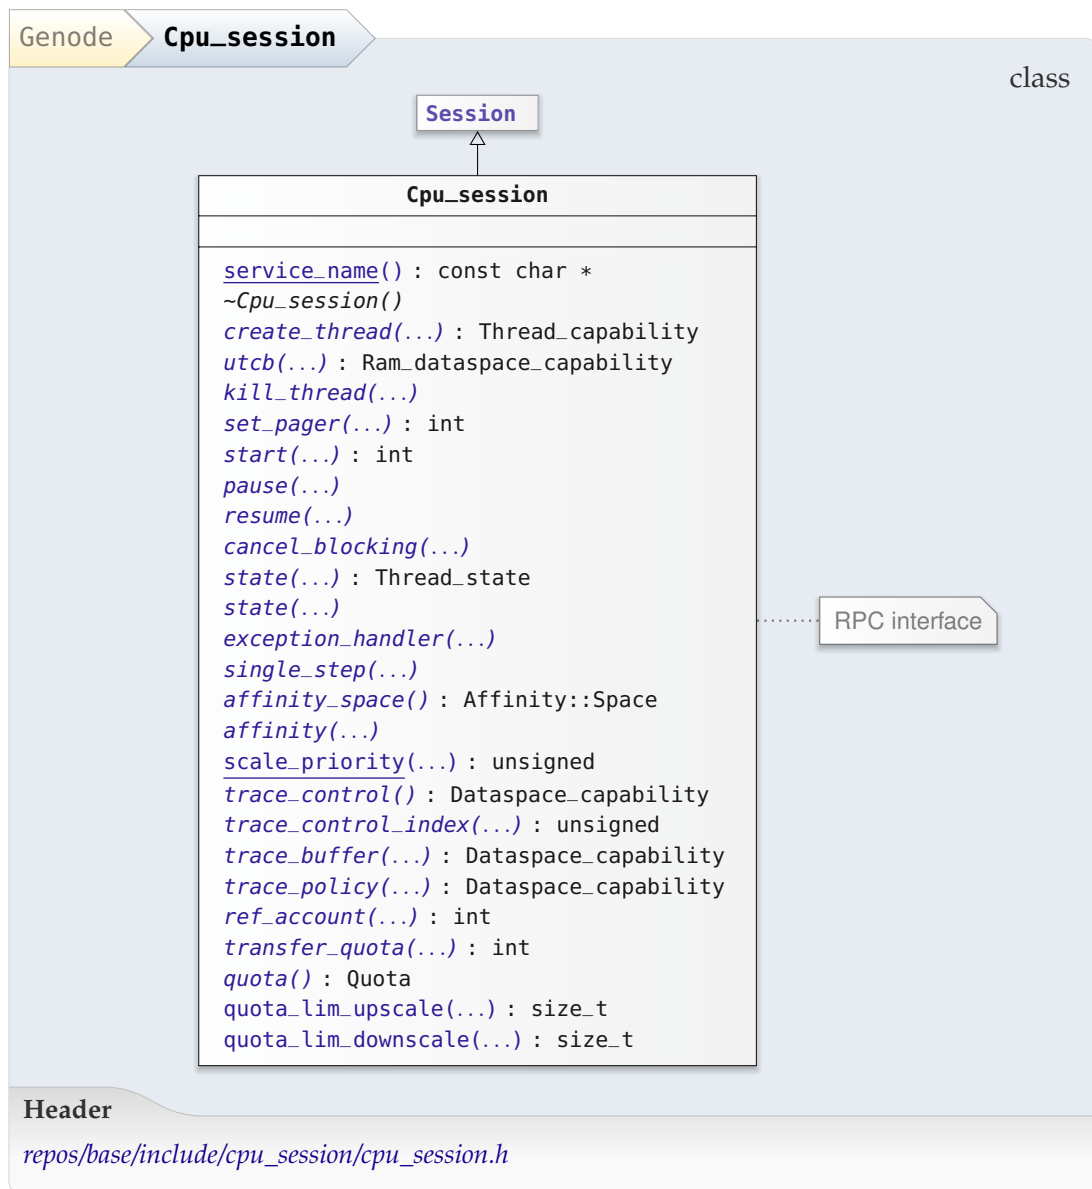 Genode Cpu_session
class
Session
Cpu_session
service_name() : const char *
~Cpu_session()
create_thread(...) : Thread_capability
utcb(...) : Ram_dataspace_capability
kill_thread(...)
set_pager(...) : int
start(...) : int
pause(...)
resume(...)
cancel_blocking(...)
state(...) : Thread_state
state(...)
exception_handler(...)
RPC interface
single_step(...)
affinity_space() : Affinity::Space
affinity(...)
scale_priority(...) : unsigned
trace_control() : Dataspace_capability
trace_control_index(...) : unsigned
trace_buffer(...) : Dataspace_capability
trace_policy(...) : Dataspace_capability
ref_account(...) : int
transfer_quota(...) : int
quota() : Quota
quota_lim_upscale(...) : size_t
quota_lim_downscale(...) : size_t
Header
repos/base/include/cpu_session/cpu_session.h